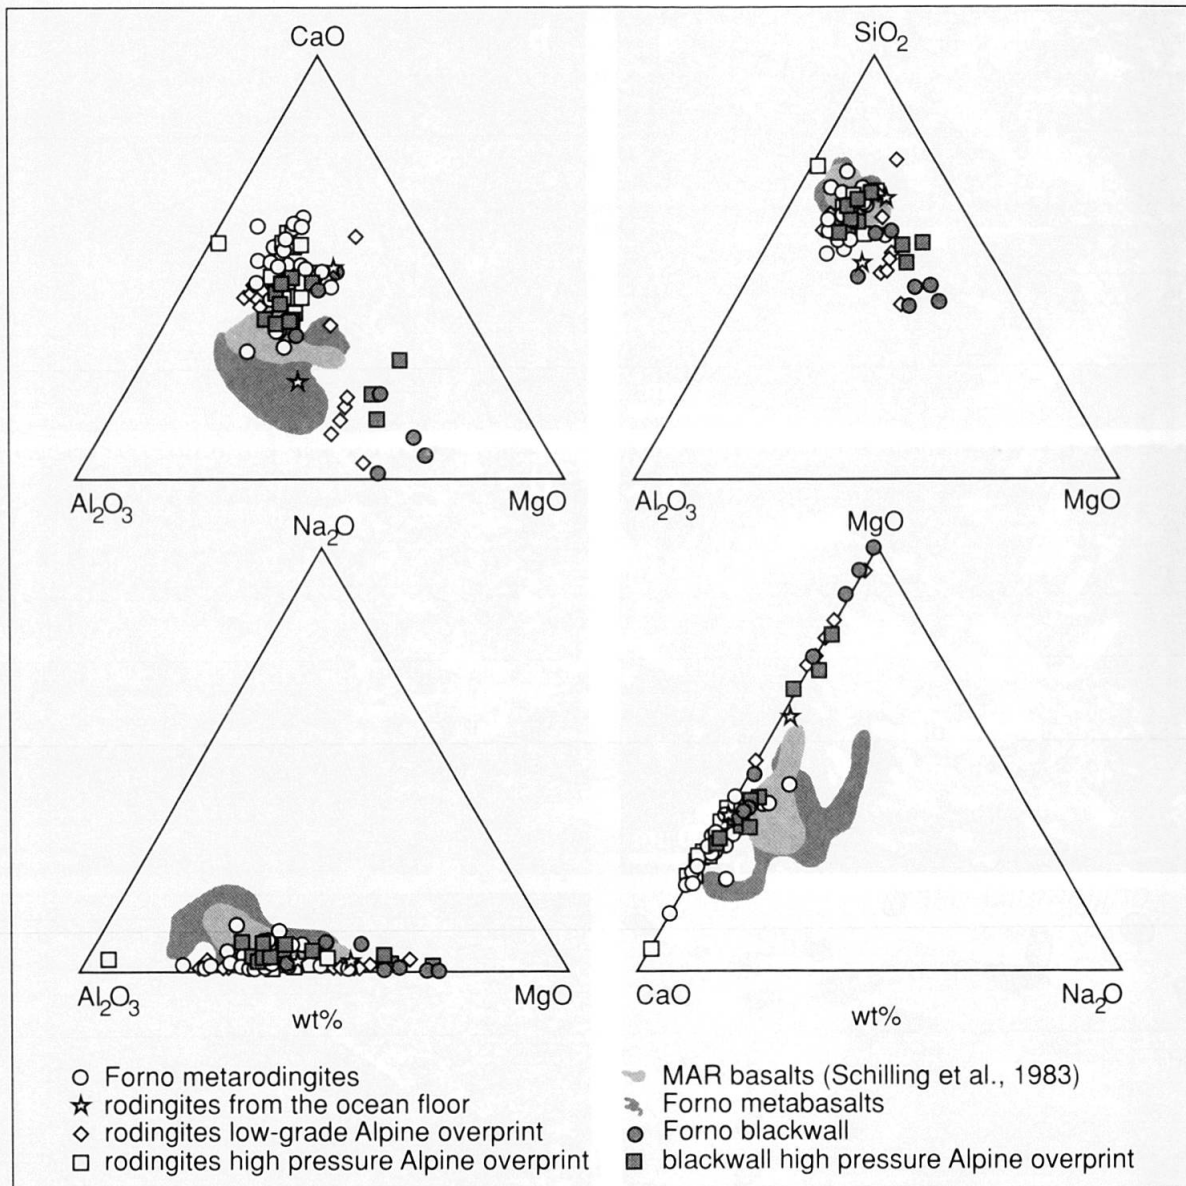 CaO
SiO2
Al2O3
MgO
Al2O3
MgO
Na2O
MgO
Al2O3
MgO
CaO
Na2O
wt%
wt%
Forno metarodingites
rodingites from the ocean floor
rodingites low-grade Alpine overprint
rodingites high pressure Alpine overprint
MAR basalts (Schilling et al., 1983)
Forno metabasalts
Forno blackwall
blackwall high pressure Alpine overprint